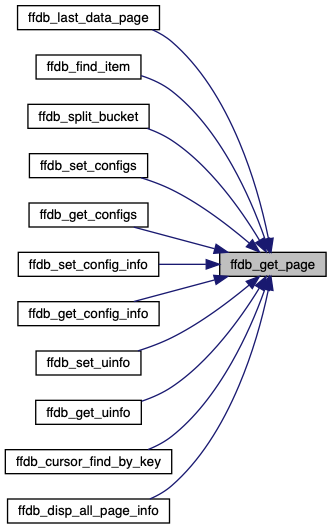 ffdb_last_data_page
ffdb_find_item
ffdb_split_bucket
ffdb_set_configs
ffdb_get_configs
ffdb_set_config_info
ffdb_get_page
ffdb_get_config_info
ffdb_set_uinfo
ffdb_get_uinfo
ffdb_cursor_find_by_key
ffdb_disp_all_page_info